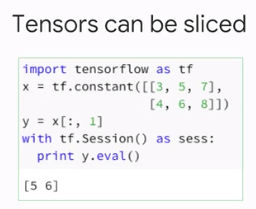 Tensors can be sliced
import tensorflow as tf
x = tf.constant([[3, 5, 7],
[4, 6, 8]])
y = x[:, 1]
with tf.Session() as sess:
print y.eval()
[5 6]